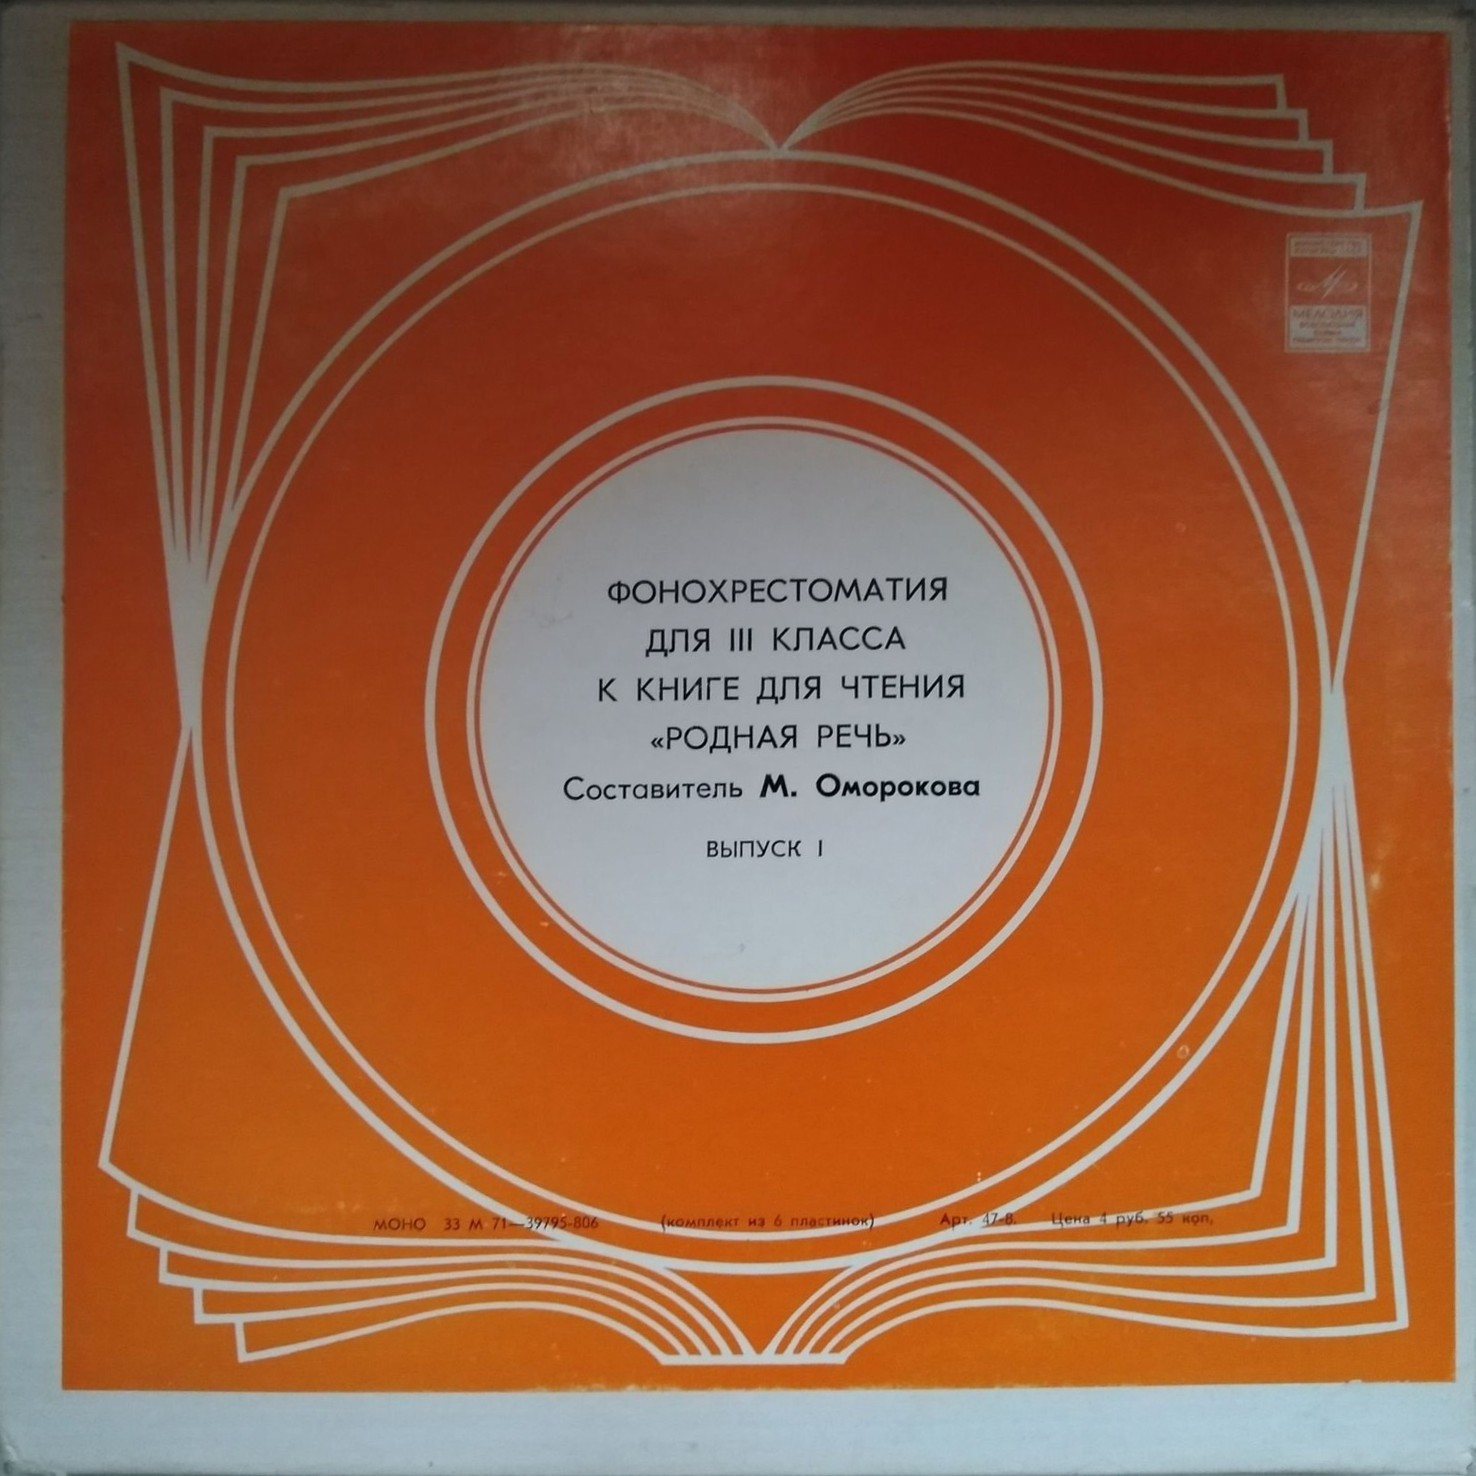 МЕЛОДИЯ
ФОНОХРЕСТОМАТИЯ
ДЛЯ III КЛАССА
К КНИГЕ ДЛЯ ЧТЕНИЯ
«РОДНАЯ РЕЧЬ»
Составитель М. Оморокова
ВЫПУСК I
МОНО 33 М 71—39795-806 (комплект из 6 пластинок) Арт. 47-8. Цена 4 руб. 55 коп.